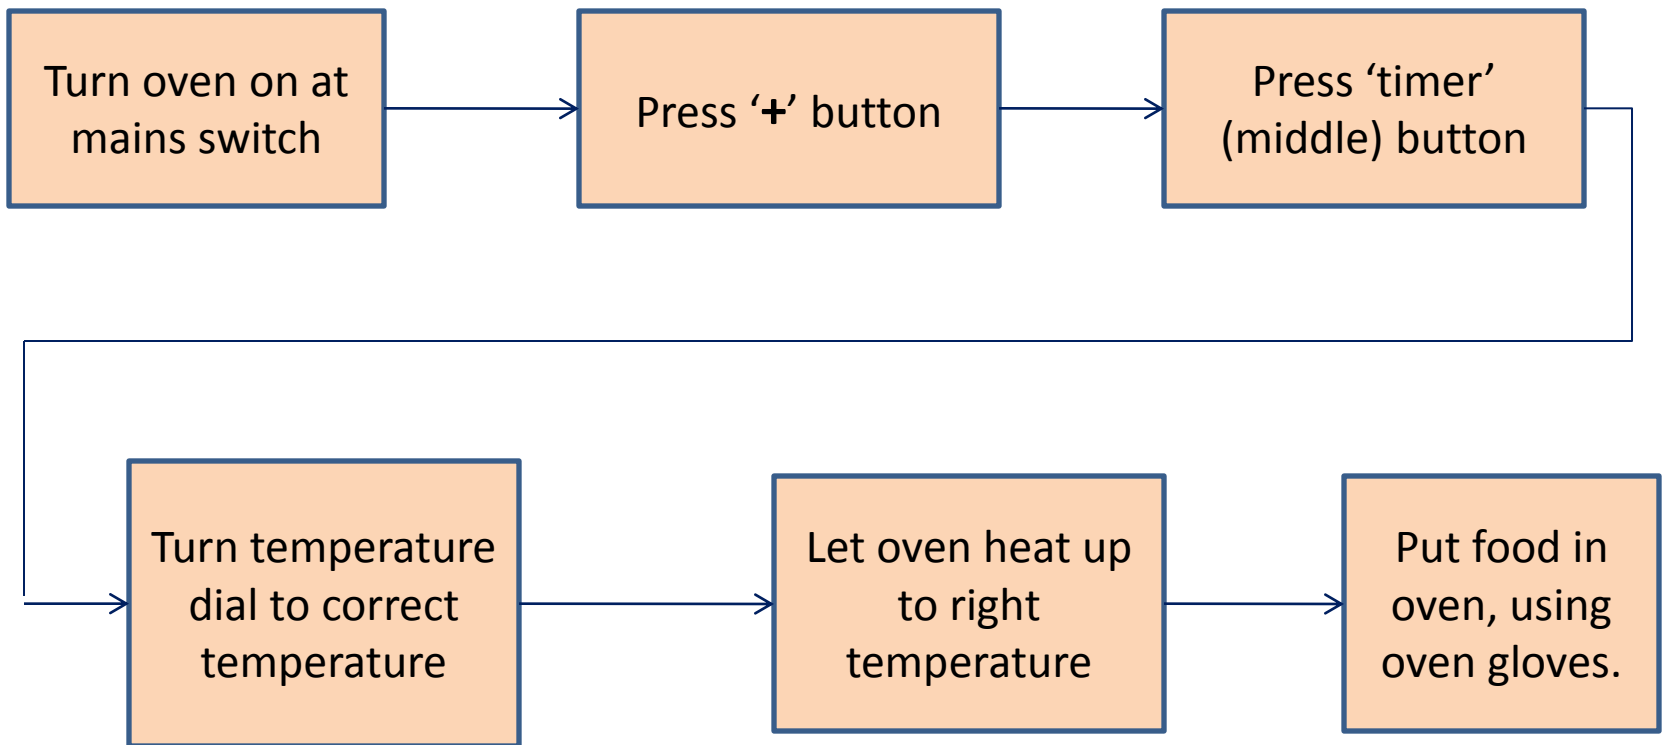 Turn oven on at
mains switch
Press ‘+’ button
Press ‘timer’
(middle) button
Turn temperature
dial to correct
temperature
Let oven heat up
to right
temperature
Put food in
oven, using
oven gloves.